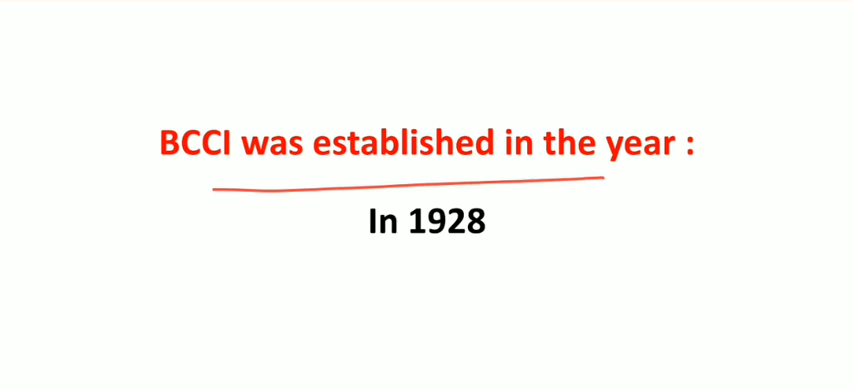 BCCI was established in the year :
In 1928